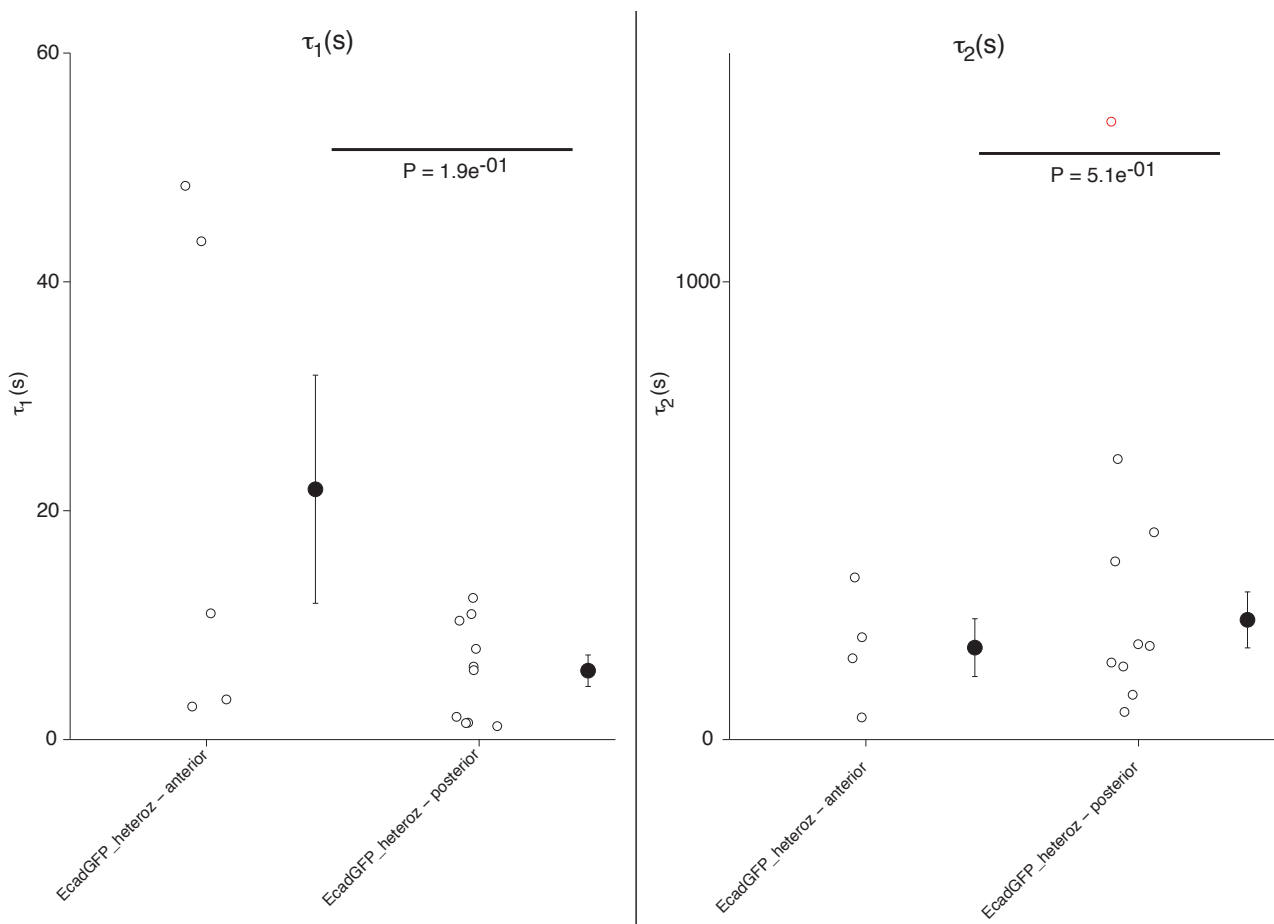 τ1(s)
60
40
20
0
τ1(s)
P = 1.9e-01
EcadGFP_heteroz – anterior
EcadGFP_heteroz – posterior
τ2(s)
1000
0
τ2(s)
P = 5.1e-01
EcadGFP_heteroz – anterior
EcadGFP_heteroz – posterior